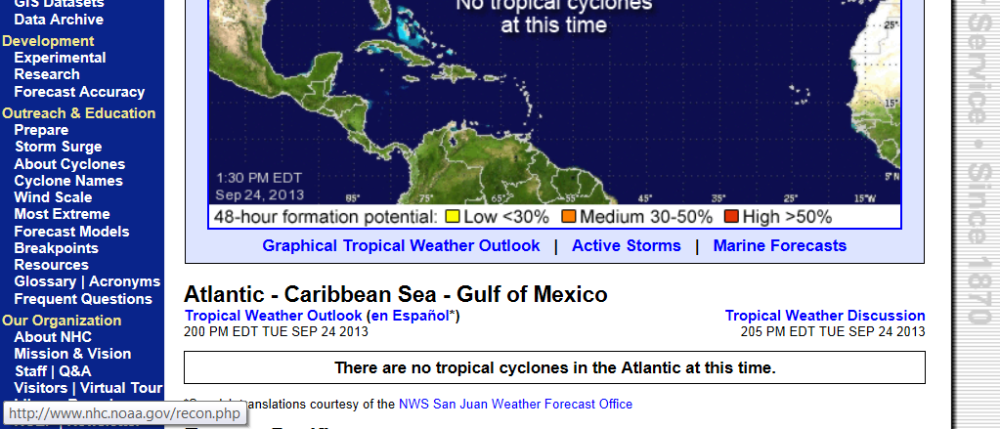 GIS Datasets
Data Archive
Development
Experimental
Research
Forecast Accuracy
Outreach & Education
Prepare
Storm Surge
About Cyclones
Cyclone Names
Wind Scale
Most Extreme
Forecast Models
Breakpoints
Resources
Glossary | Acronyms
Frequent Questions
Our Organization
About NHC
Mission & Vision
Staff | Q&A
Visitors | Virtual Tour
http://www.nhc.noaa.gov/recon.php
No tropical cyclones
at this time
25°
15°
5°N
1:30 PM EDT
Sep 24, 2013
95° 85° 75° 65° 55° 45° 35° 25° 15°W
48-hour formation potential: Low <30% Medium 30-50% High >50%
Graphical Tropical Weather Outlook | Active Storms | Marine Forecasts
Atlantic - Caribbean Sea - Gulf of Mexico
Tropical Weather Outlook (en Español*) Tropical Weather Discussion
200 PM EDT TUE SEP 24 2013 205 PM EDT TUE SEP 24 2013
There are no tropical cyclones in the Atlantic at this time.
translations courtesy of the NWS San Juan Weather Forecast Office
Service • Since 1870